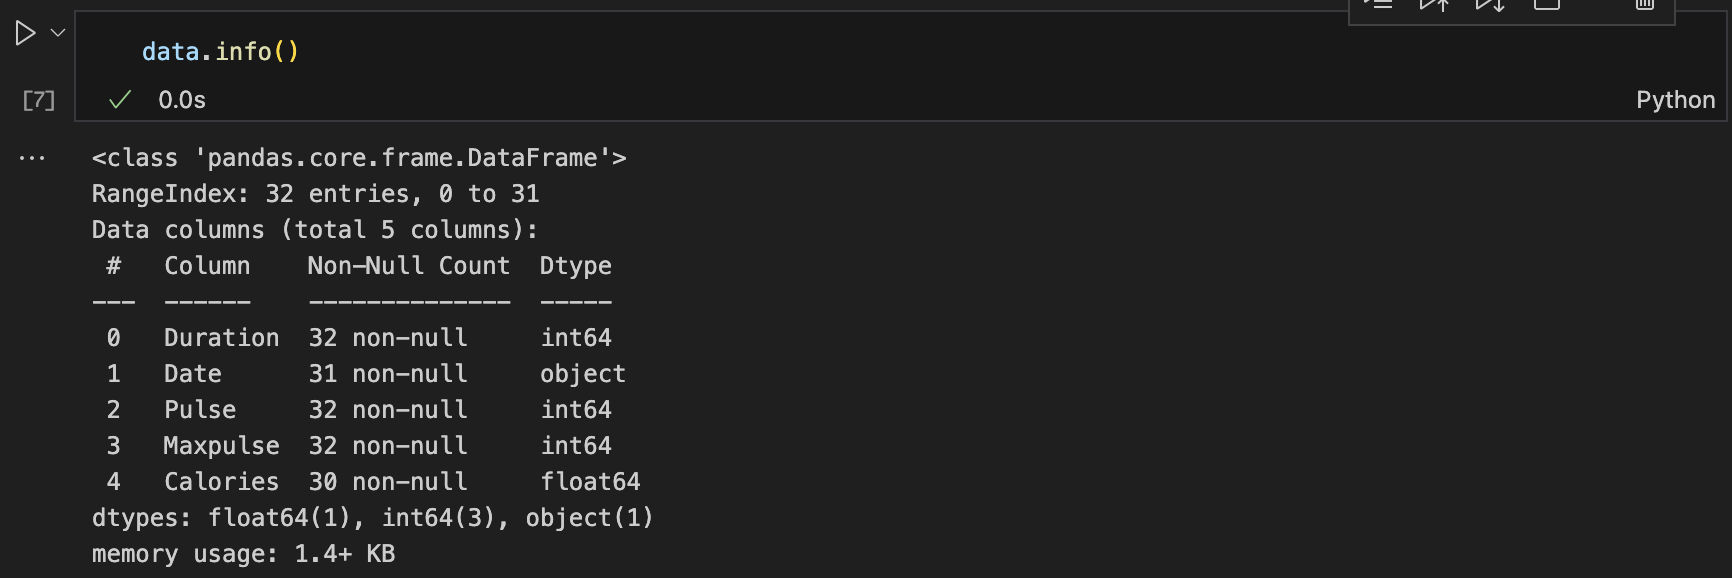 data.info()
[7]
0.0s
Python
...
<class 'pandas.core.frame.DataFrame'>
RangeIndex: 32 entries, 0 to 31
Data columns (total 5 columns):
 #   Column    Non-Null Count  Dtype
---  ------    --------------  -----
 0   Duration  32 non-null     int64
 1   Date      31 non-null     object
 2   Pulse     32 non-null     int64
 3   Maxpulse  32 non-null     int64
 4   Calories  30 non-null     float64
dtypes: float64(1), int64(3), object(1)
memory usage: 1.4+ KB